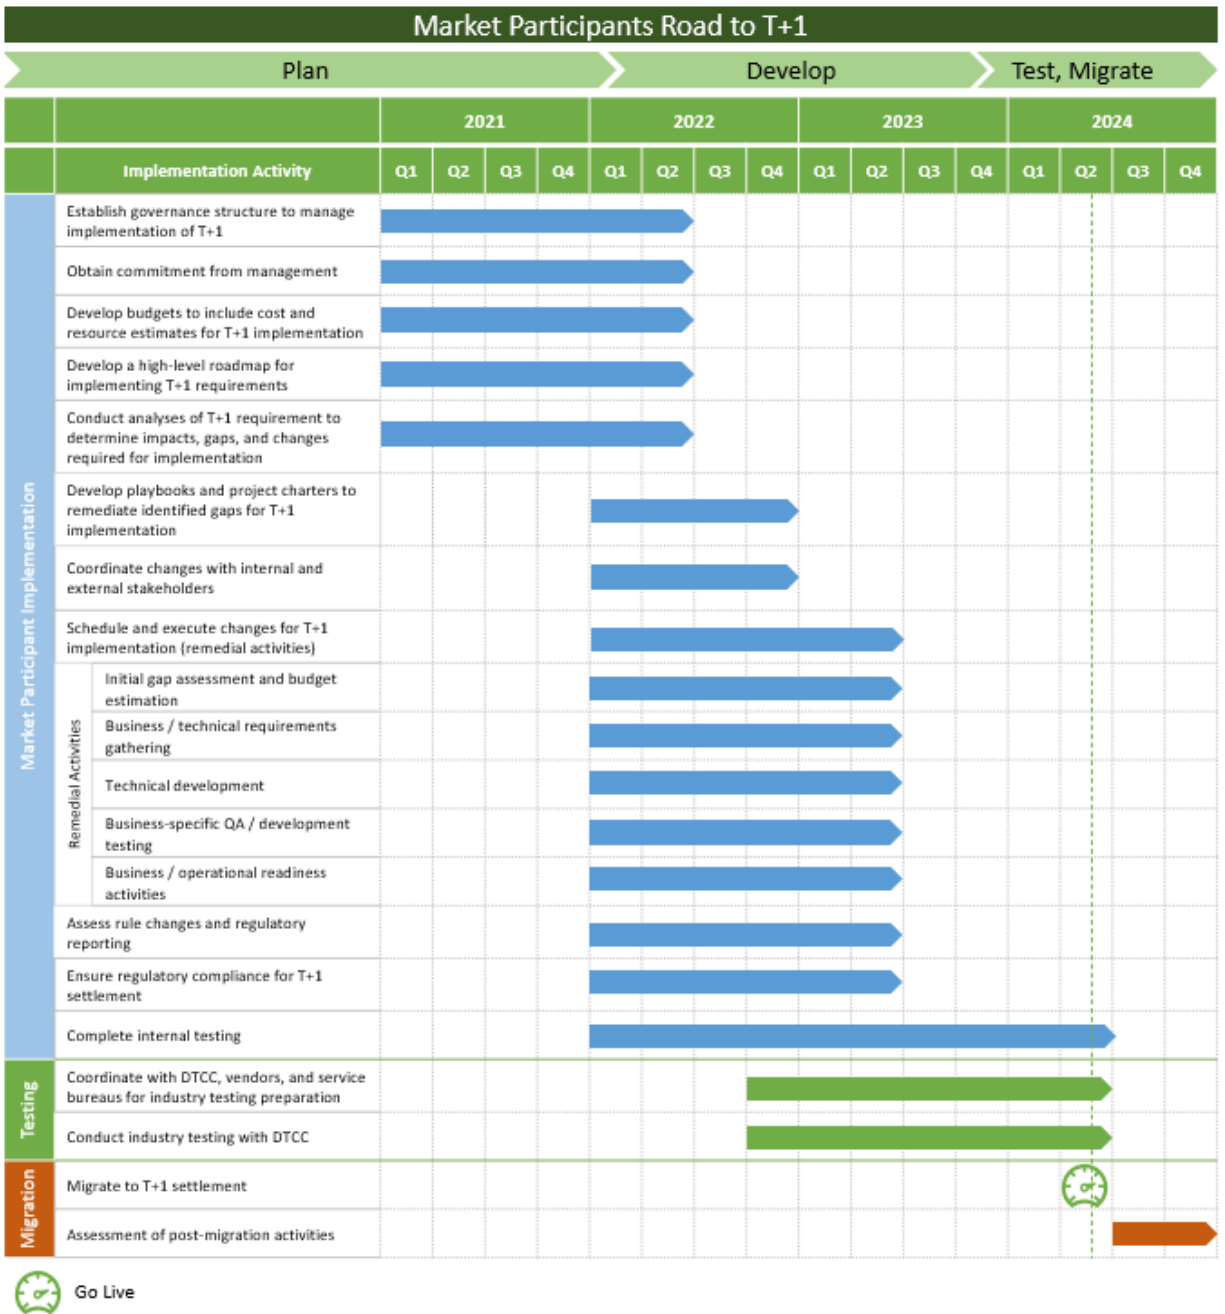 Market Participants Road to T+1
Plan
Develop
Test, Migrate
2021
2022
2023
2024
Implementation Activity
Q1
Q2
Q3
Q4
Q1
Q2
Q3
Q4
Q1
Q2
Q3
Q4
Q1
Q2
Q3
Q4
Market Participant Implementation
Establish governance structure to manage
implementation of T+1
Obtain commitment from management
Develop budgets to include cost and
resource estimates for T+1 implementation
Develop a high-level roadmap for
implementing T+1 requirements
Conduct analyses of T+1 requirement to
determine impacts, gaps, and changes
required for implementation
Develop playbooks and project charters to
remediate identified gaps for T+1
implementation
Coordinate changes with internal and
external stakeholders
Schedule and execute changes for T+1
implementation (remedial activities)
Remedial Activities
Initial gap assessment and budget
estimation
Business / technical requirements
gathering
Technical development
Business-specific QA / development
testing
Business / operational readiness
activities
Assess rule changes and regulatory
reporting
Ensure regulatory compliance for T+1
settlement
Complete internal testing
Testing
Coordinate with DTCC, vendors, and service
bureaus for industry testing preparation
Conduct industry testing with DTCC
Migration
Migrate to T+1 settlement
Assessment of post-migration activities
Go Live